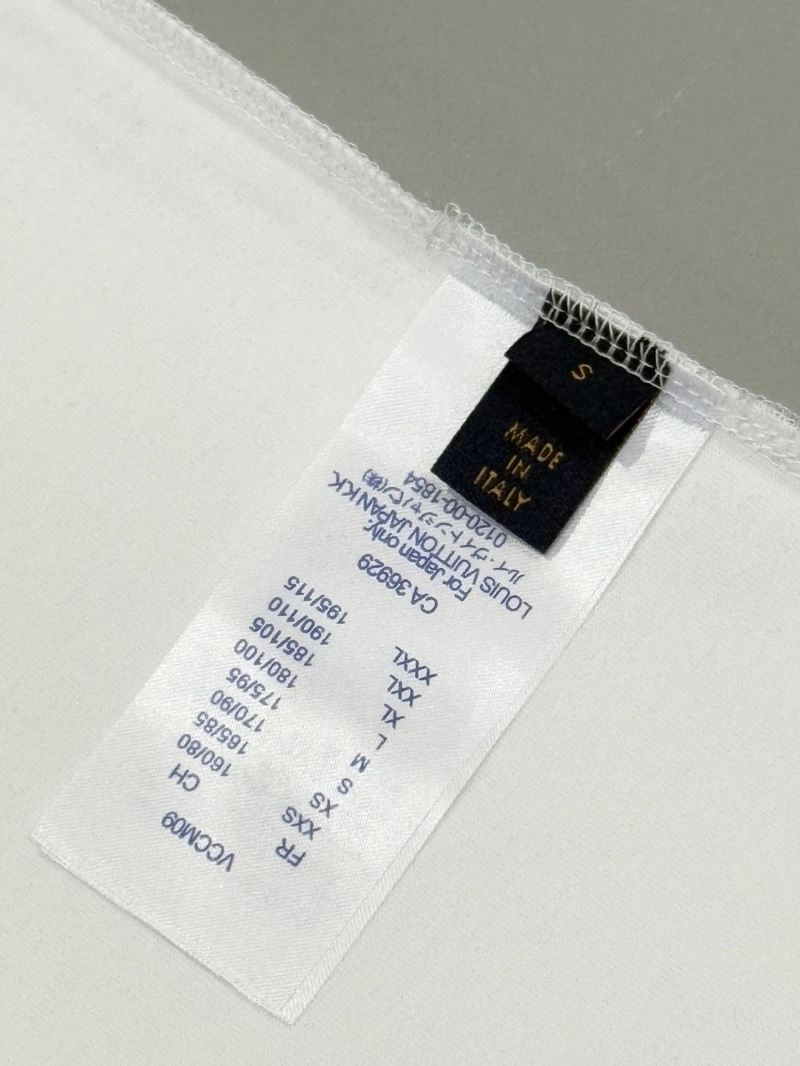 S
MADE
IN
ITALY
VCCM09
FR CH
XXS 160/80
XS 165/85
S 170/90
M 175/95
L 180/100
XL 185/105
XXL 190/110
XXXL 195/115
CA 36929
For Japan only:
LOUIS VUITTON JAPAN K.K.
ルイ・ヴイトンジャパン(株)
0120-00-1854